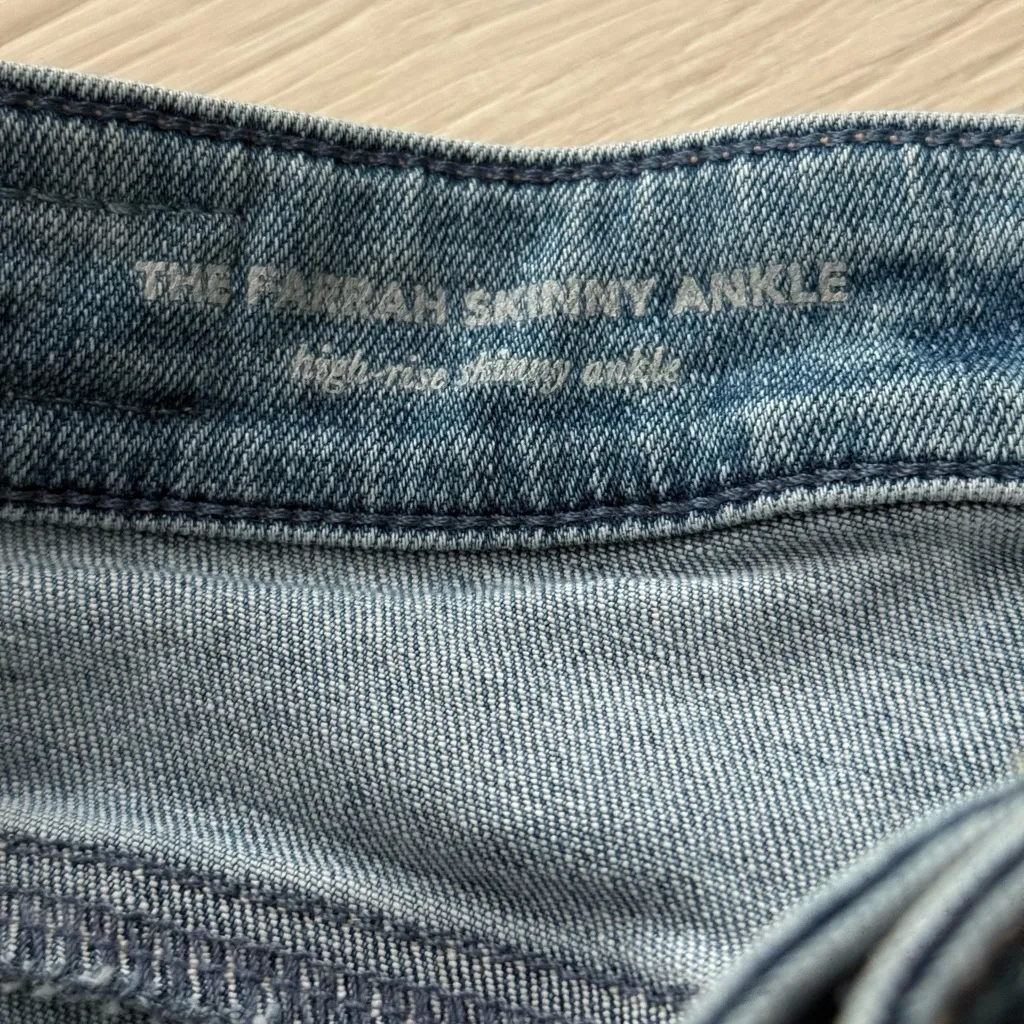 THE FARRAH SKINNY ANKLE
high-rise skinny ankle